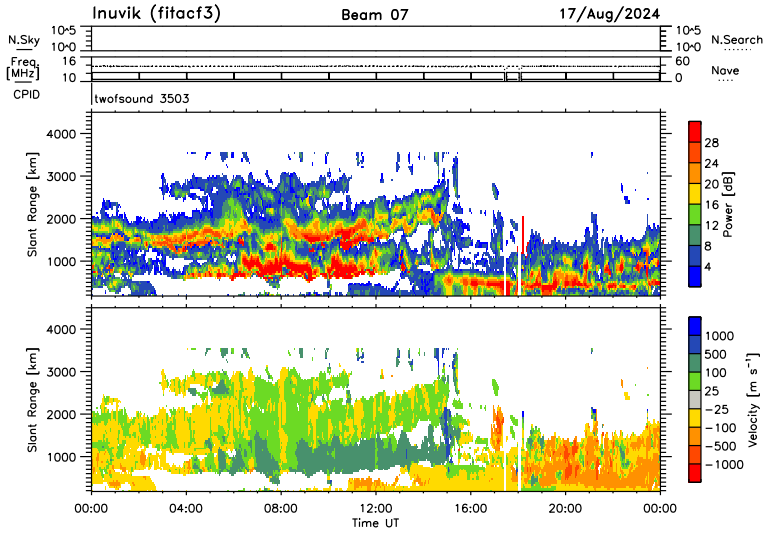 Inuvik (fitacf3) Beam 07 17/Aug/2024
10^5 10^5
N.Sky N.Search
10^0 10^0
Freq. 16 60
[MHz] 10 0 Nave
CPID
twofsound 3503
4000
3000
2000
1000
Slant Range [km]
28
24
20
16
12
8
4
Power [dB]
4000
3000
2000
1000
Slant Range [km]
1000
500
100
25
-25
-100
-500
-1000
Velocity [m s^-1]
00:00 04:00 08:00 12:00 16:00 20:00 00:00
Time UT